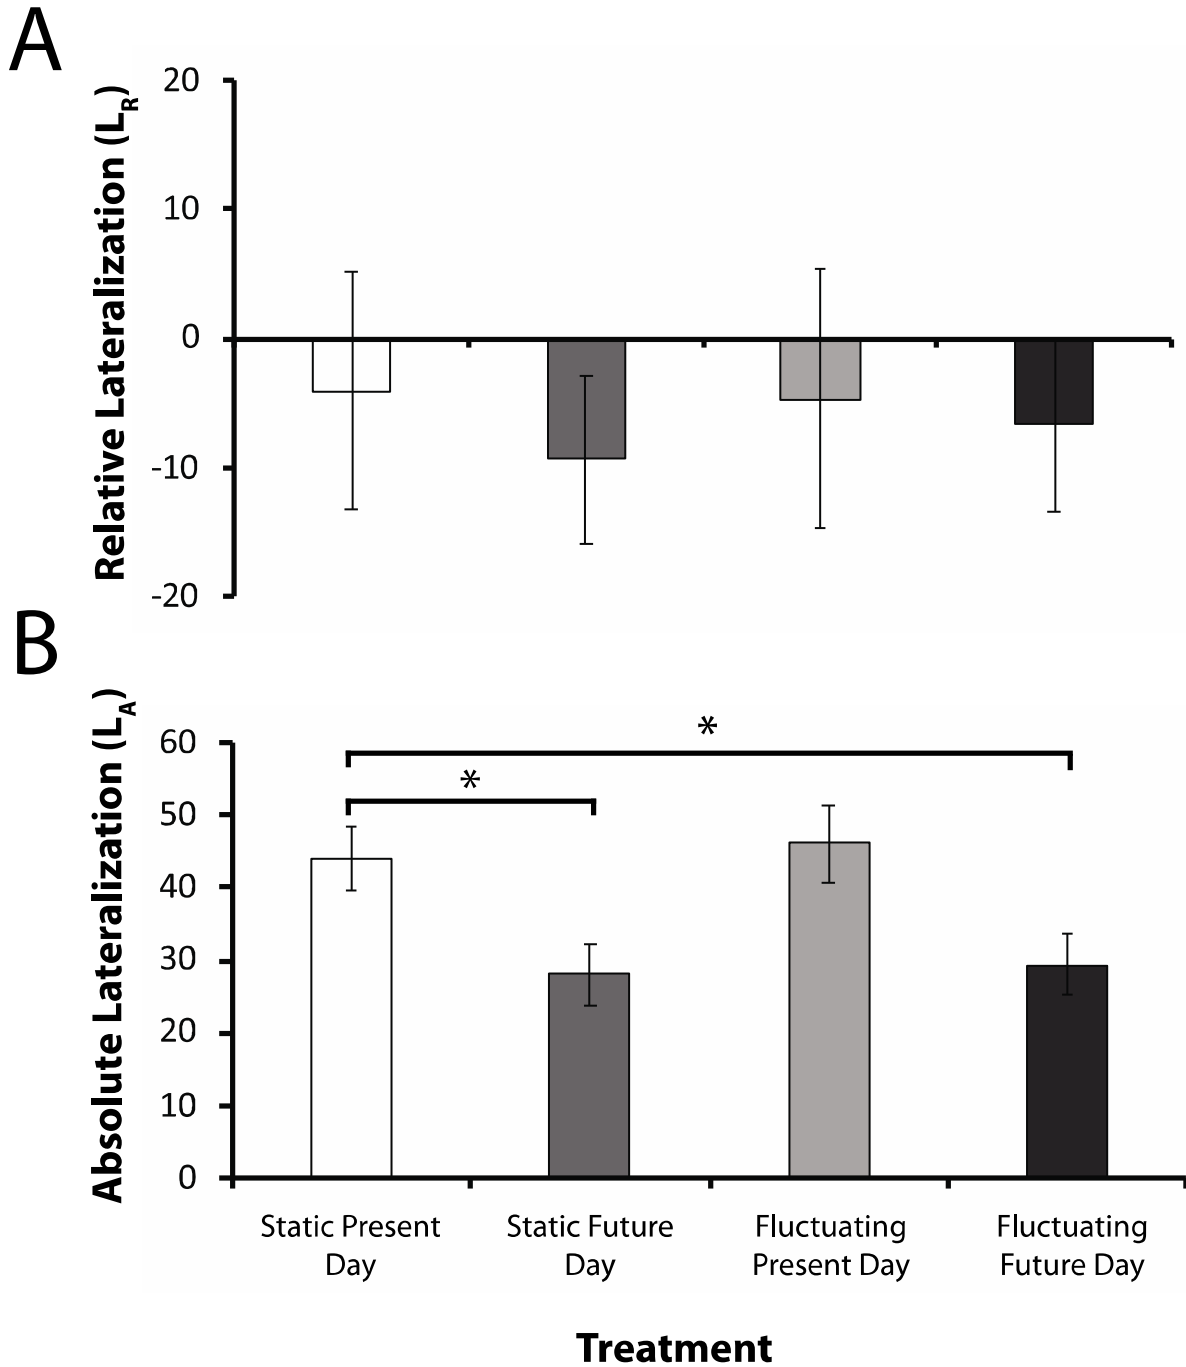 A
Relative Lateralization (LR)
20
10
0
-10
-20
B
Absolute Lateralization (LA)
60
50
40
30
20
10
0
*
*
Static Present
Day
Static Future
Day
Fluctuating
Present Day
Fluctuating
Future Day
Treatment